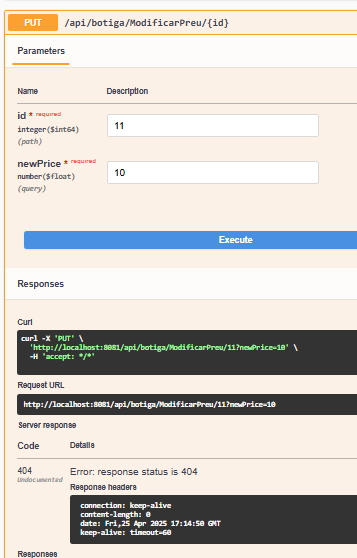 PUT /api/botiga/ModificarPreu/{id}
Parameters
Name Description
id * required
integer($int64)
(path)
11
newPrice * required
number($float)
(query)
10
Execute
Responses
Curl
curl -X 'PUT' \
'http://localhost:8081/api/botiga/ModificarPreu/11?newPrice=10' \
-H 'accept: */*'
Request URL
http://localhost:8081/api/botiga/ModificarPreu/11?newPrice=10
Server response
Code Details
404 Error: response status is 404
Undocumented
Response headers
connection: keep-alive
content-length: 0
date: Fri,25 Apr 2025 17:14:50 GMT
keep-alive: timeout=60
Responses